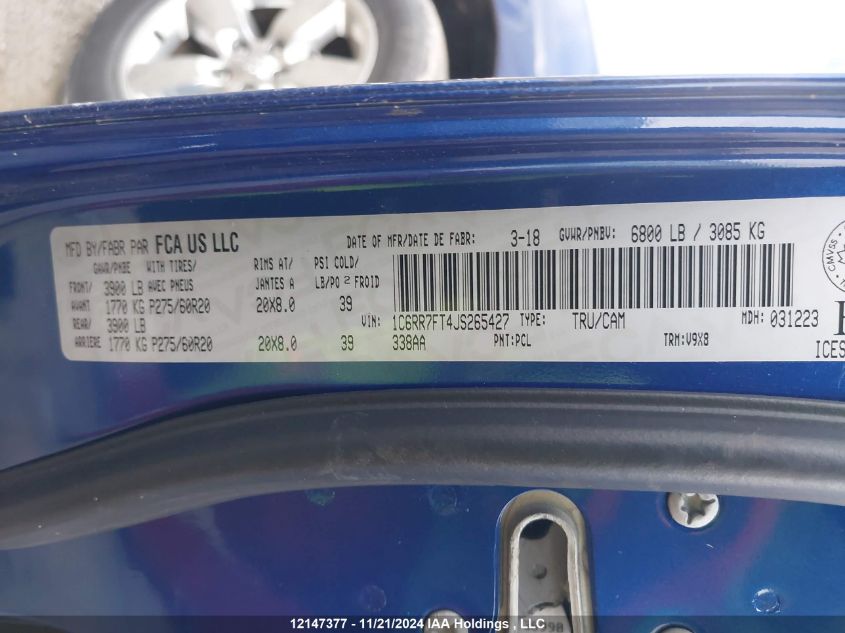 MFD BY/FABR PAR FCA US LLC DATE OF MFR/DATE DE FABR: 3-18 GVWR/PNBV: 6800 LB / 3085 KG
GAWR/PNBE WITH TIRES/ RIMS AT/ PSI COLD/
FRONT/ 3900 LB AVEC PNEUS JANTES A LB/PO 2 FROID
AVANT 1770 KG P275/60R20 20X8.0 39
REAR/ 3900 LB VIN: 1C6RR7FT4JS265427 TYPE: TRU/CAM MDH: 031223
ARRIERE 1770 KG P275/60R20 20X8.0 39 338AA PNT:PCL TRM:V9X8 ICES
CMVSS
12147377 - 11/21/2024 IAA Holdings , LLC